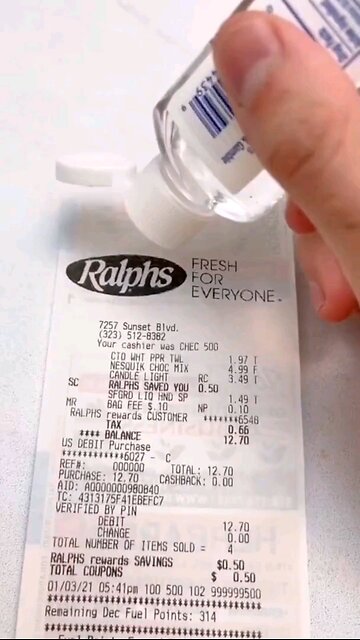 Ralphs FRESH
FOR
EVERYONE.
7257 Sunset Blvd.
(323) 512-8382
Your cashier was CHEC 500
CTO WHT PPR TWL 1.97 T
NESQUIK CHOC MIX 4.99 F
CANDLE LIGHT RC 3.49 T
SC RALPHS SAVED YOU 0.50
SFGRD LIQ HND SP 1.49 T
MR BAG FEE $.10 NP 0.10
RALPHS rewards CUSTOMER *******6548
TAX 0.66
**** BALANCE 12.70
US DEBIT Purchase
************6027 - C
REF#: 000000 TOTAL: 12.70
PURCHASE: 12.70 CASHBACK: 0.00
AID: A0000000980840
TC: 4313175F41EBEFC7
VERIFIED BY PIN
DEBIT 12.70
CHANGE 0.00
TOTAL NUMBER OF ITEMS SOLD = 4
RALPHS rewards SAVINGS $0.50
TOTAL COUPONS $ 0.50
01/03/21 05:41pm 100 500 102 999999500
Remaining Dec Fuel Points: 314